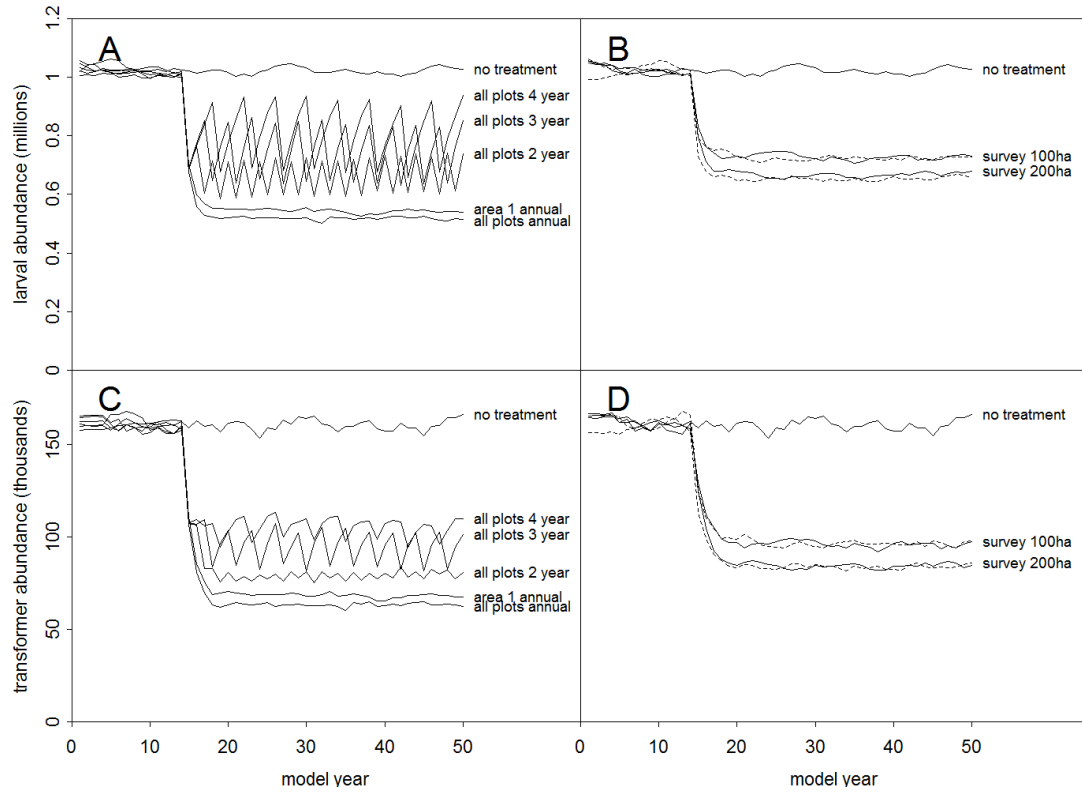 A
B
1.2
1
0.8
0.6
0.4
0.2
0
larval abundance (millions)
no treatment
all plots 4 year
all plots 3 year
all plots 2 year
area 1 annual
all plots annual
no treatment
survey 100ha
survey 200ha
C
D
150
100
50
0
transformer abundance (thousands)
no treatment
all plots 4 year
all plots 3 year
all plots 2 year
area 1 annual
all plots annual
no treatment
survey 100ha
survey 200ha
0 10 20 30 40 50
0 10 20 30 40 50
model year
model year